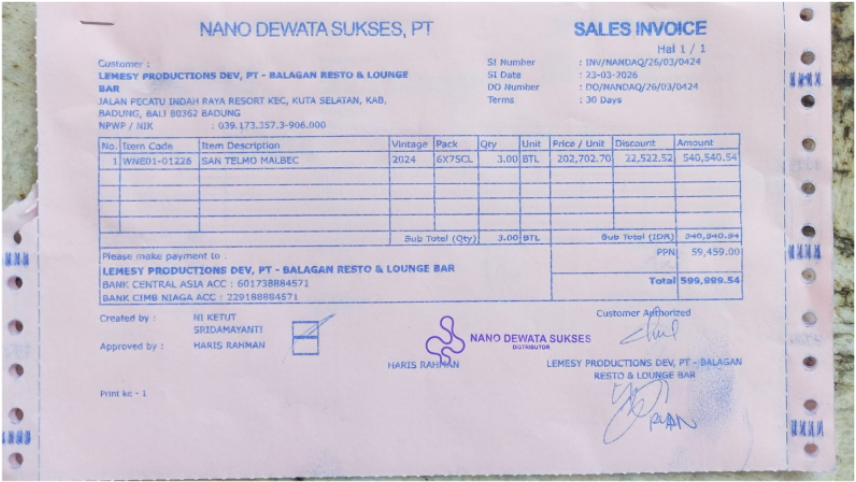 NANO DEWATA SUKSES, PT
SALES INVOICE
Hal 1 / 1
Customer :
LEMESY PRODUCTIONS DEV, PT - BALAGAN RESTO & LOUNGE
BAR
JALAN PECATU INDAH RAYA RESORT KEC, KUTA SELATAN, KAB,
BADUNG, BALI 80362 BADUNG
NPWP / NIK : 039.173.357.3-906.000
SI Number : INV/NANDAQ/26/03/0424
SI Date : 23-03-2026
DO Number : DO/NANDAQ/26/03/0424
Terms : 30 Days
No. Item Code Item Description Vintage Pack Qty Unit Price / Unit Discount Amount
1 WNE01-01226 SAN TELMO MALBEC 2024 6X75CL 3.00 BTL 202,702.70 22,522.52 540,540.54
Sub Total (Qty) 3.00 BTL Sub Total (IDR) 540,540.54
Please make payment to :
LEMESY PRODUCTIONS DEV, PT - BALAGAN RESTO & LOUNGE BAR
BANK CENTRAL ASIA ACC : 601738884571
BANK CIMB NIAGA ACC : 229188884571
PPN 59,459.00
Total 599,999.54
Created by : NI KETUT
SRIDAMAYANTI
Approved by : HARIS RAHMAN
NANO DEWATA SUKSES
DISTRIBUTOR
HARIS RAHMAN
Customer Authorized
LEMESY PRODUCTIONS DEV, PT - BALAGAN
RESTO & LOUNGE BAR
RYAN
Print ke - 1